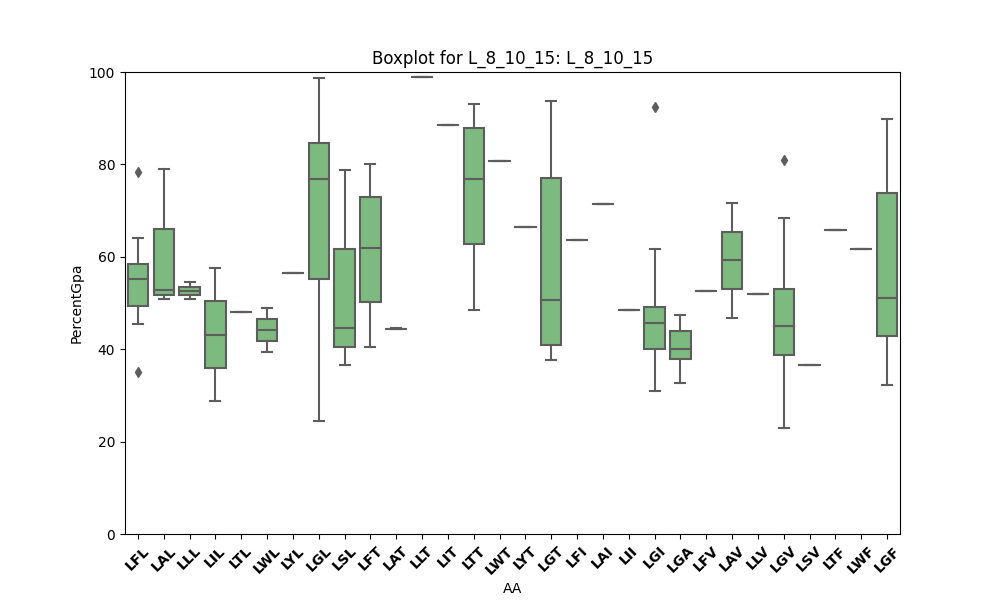 Boxplot for L_8_10_15: L_8_10_15
100
80
60
40
20
0
PercentGpa
LFL LAL LLL LIL LTL LWL LYL LGL LSL LFT LAT LLT LIT LTT LWT LYT LGT LFI LAI LII LGI LGA LFV LAV LLV LGV LSV LTF LWF LGF
AA